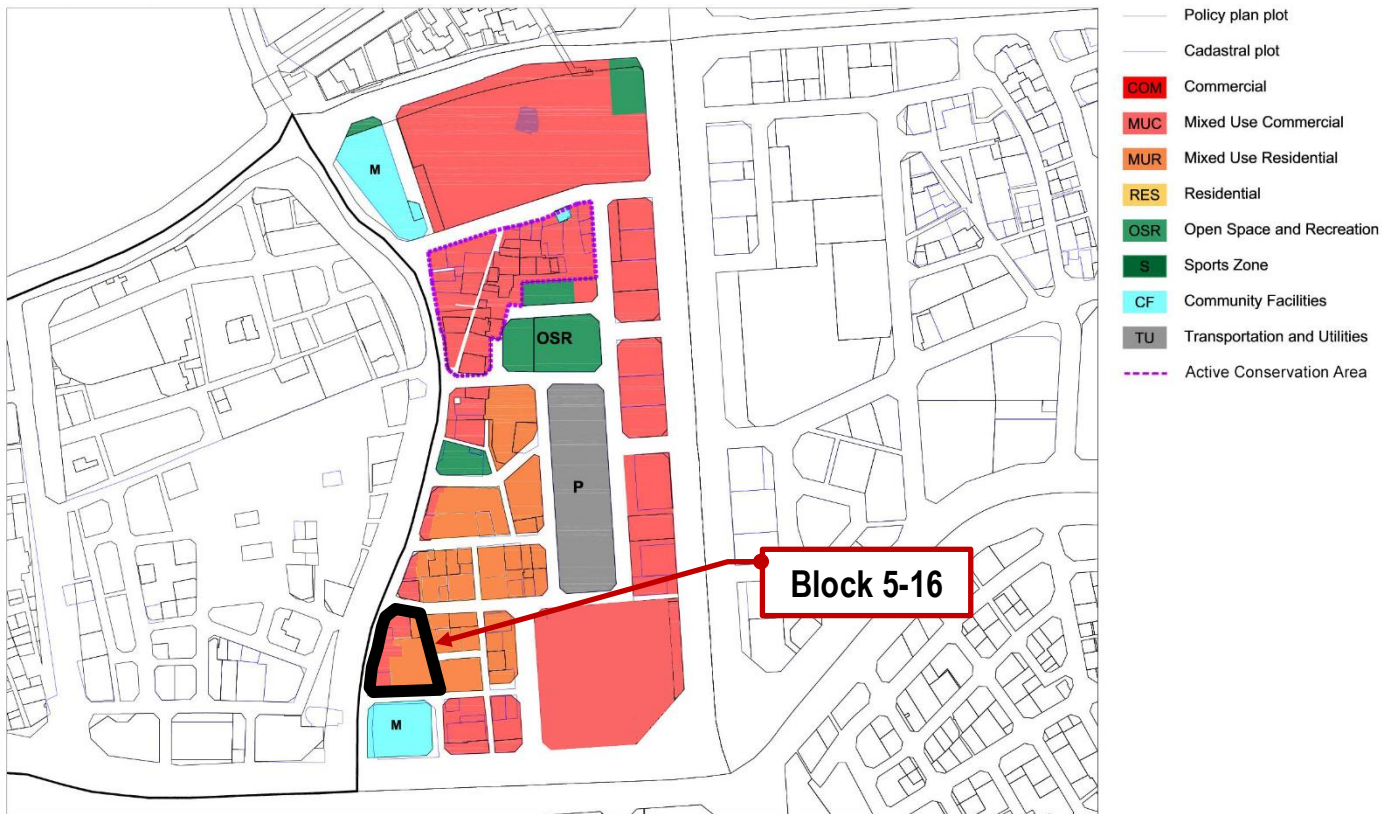 Policy plan plot
Cadastral plot
COM Commercial
MUC Mixed Use Commercial
MUR Mixed Use Residential
RES Residential
OSR Open Space and Recreation
S Sports Zone
CF Community Facilities
TU Transportation and Utilities
Active Conservation Area
M
OSR
P
Block 5-16
M